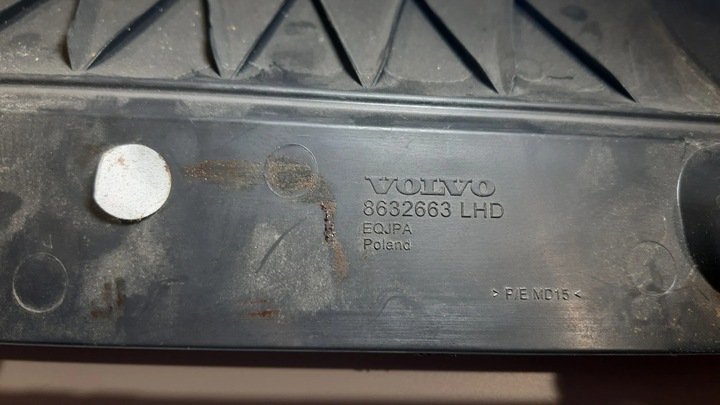 VOLVO
8632663 LHD
EQJPA
Poland
> P/E MD15 <